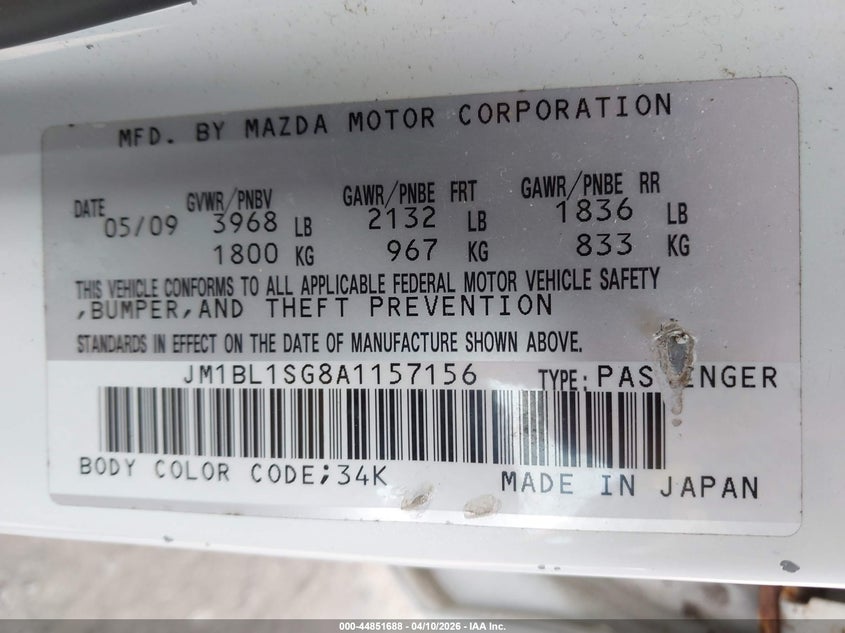 MFD. BY MAZDA MOTOR CORPORATION
DATE GVWR/PNBV GAWR/PNBE FRT GAWR/PNBE RR
05/09 3968 LB 2132 LB 1836 LB
1800 KG 967 KG 833 KG
THIS VEHICLE CONFORMS TO ALL APPLICABLE FEDERAL MOTOR VEHICLE SAFETY
,BUMPER,AND THEFT PREVENTION
STANDARDS IN EFFECT ON THE DATE OF MANUFACTURE SHOWN ABOVE.
JM1BL1SG8A1157156 TYPE:PAS ENGER
BODY COLOR CODE;34K MADE IN JAPAN
000-44851688 - 04/10/2026 - IAA Inc.